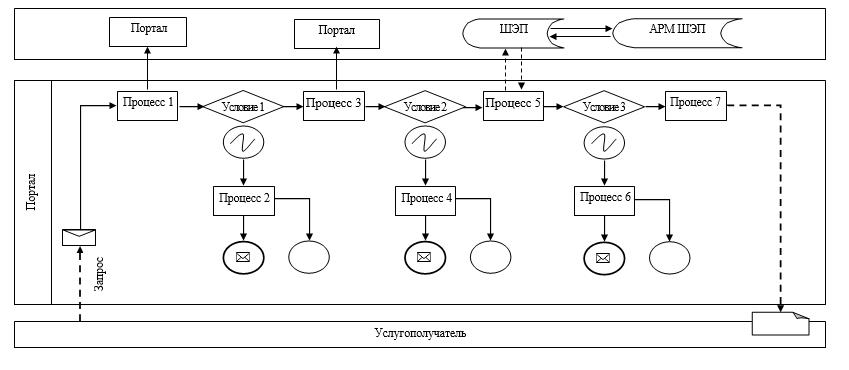 Портал
Портал
ШЭП
АРМ ШЭП
Процесс 1
Условие 1
Процесс 3
Условие 2
Процесс 5
Условие 3
Процесс 7
Процесс 2
Процесс 4
Процесс 6
Портал
Запрос
Услугополучатель